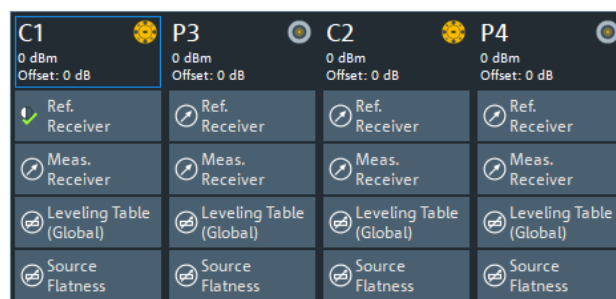 C1
0 dBm
Offset: 0 dB
P3
0 dBm
Offset: 0 dB
C2
0 dBm
Offset: 0 dB
P4
0 dBm
Offset: 0 dB
Ref.
Receiver
Ref.
Receiver
Ref.
Receiver
Ref.
Receiver
Meas.
Receiver
Meas.
Receiver
Meas.
Receiver
Meas.
Receiver
Leveling Table
(Global)
Leveling Table
(Global)
Leveling Table
(Global)
Leveling Table
(Global)
Source
Flatness
Source
Flatness
Source
Flatness
Source
Flatness